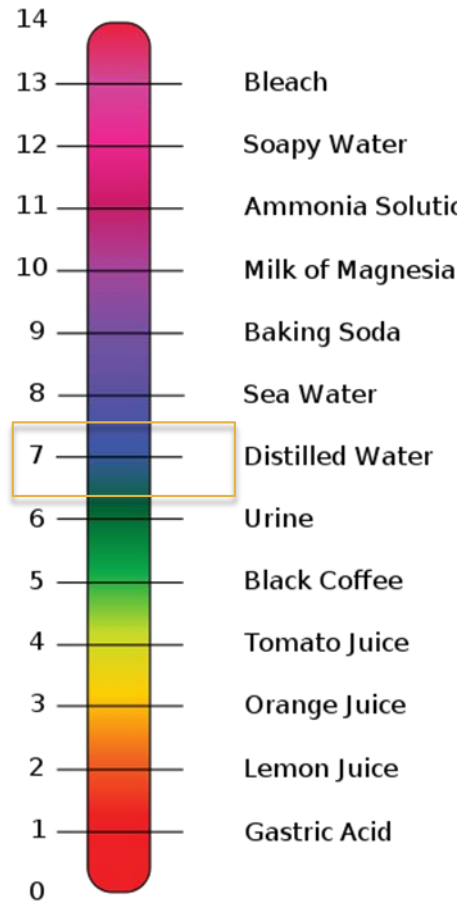 14
13 Bleach
12 Soapy Water
11 Ammonia Solutio
10 Milk of Magnesia
9 Baking Soda
8 Sea Water
7 Distilled Water
6 Urine
5 Black Coffee
4 Tomato Juice
3 Orange Juice
2 Lemon Juice
1 Gastric Acid
0